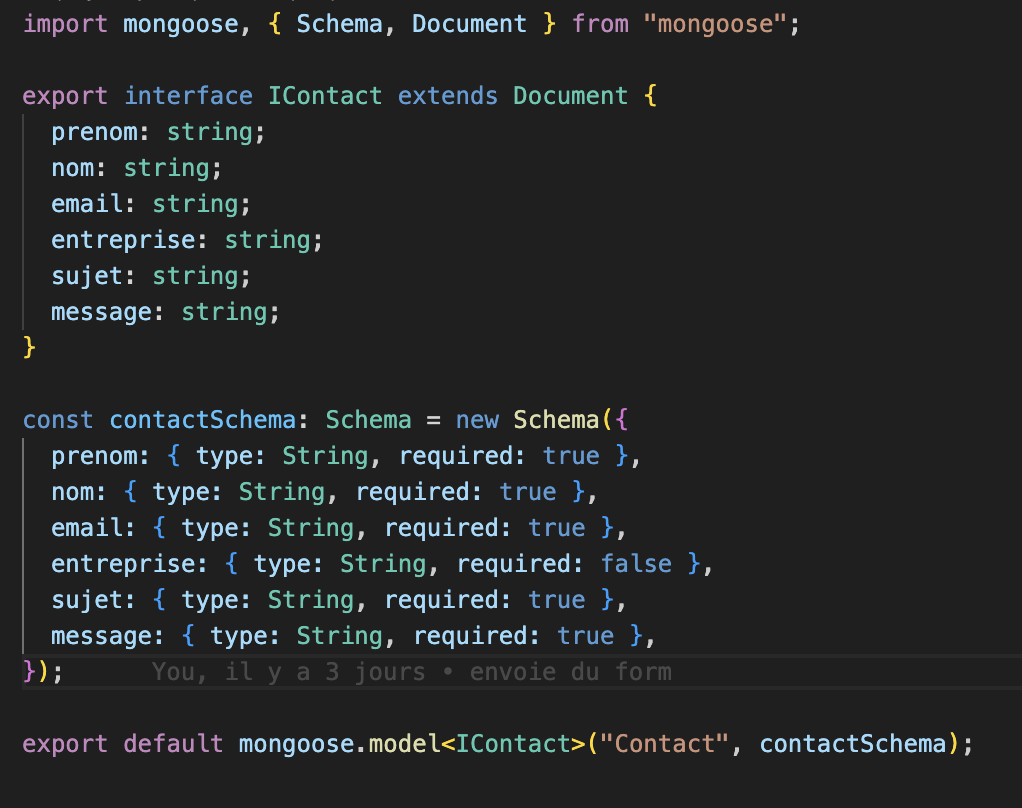 import mongoose, { Schema, Document } from "mongoose";
export interface IContact extends Document {
prenom: string;
nom: string;
email: string;
entreprise: string;
sujet: string;
message: string;
}
const contactSchema: Schema = new Schema({
prenom: { type: String, required: true },
nom: { type: String, required: true },
email: { type: String, required: true },
entreprise: { type: String, required: false },
sujet: { type: String, required: true },
message: { type: String, required: true },
}); You, il y a 3 jours • envoie du form
export default mongoose.model<IContact>("Contact", contactSchema);